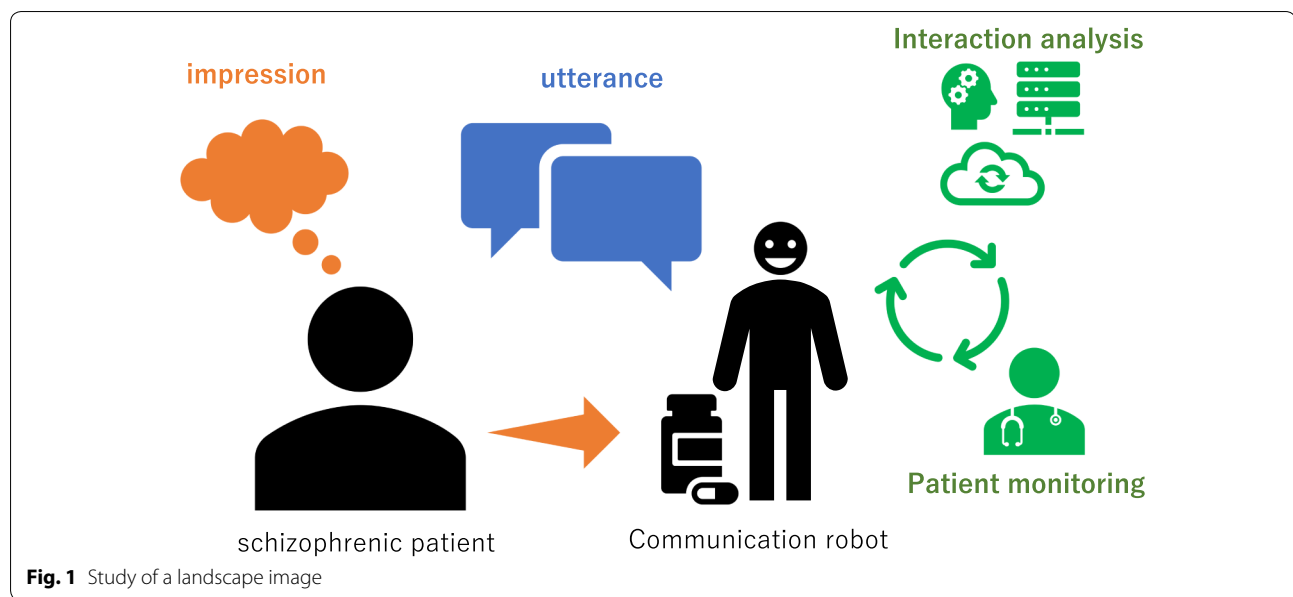 impression
utterance
Interaction analysis
schizophrenic patient
Communication robot
Patient monitoring
Fig. 1 Study of a landscape image